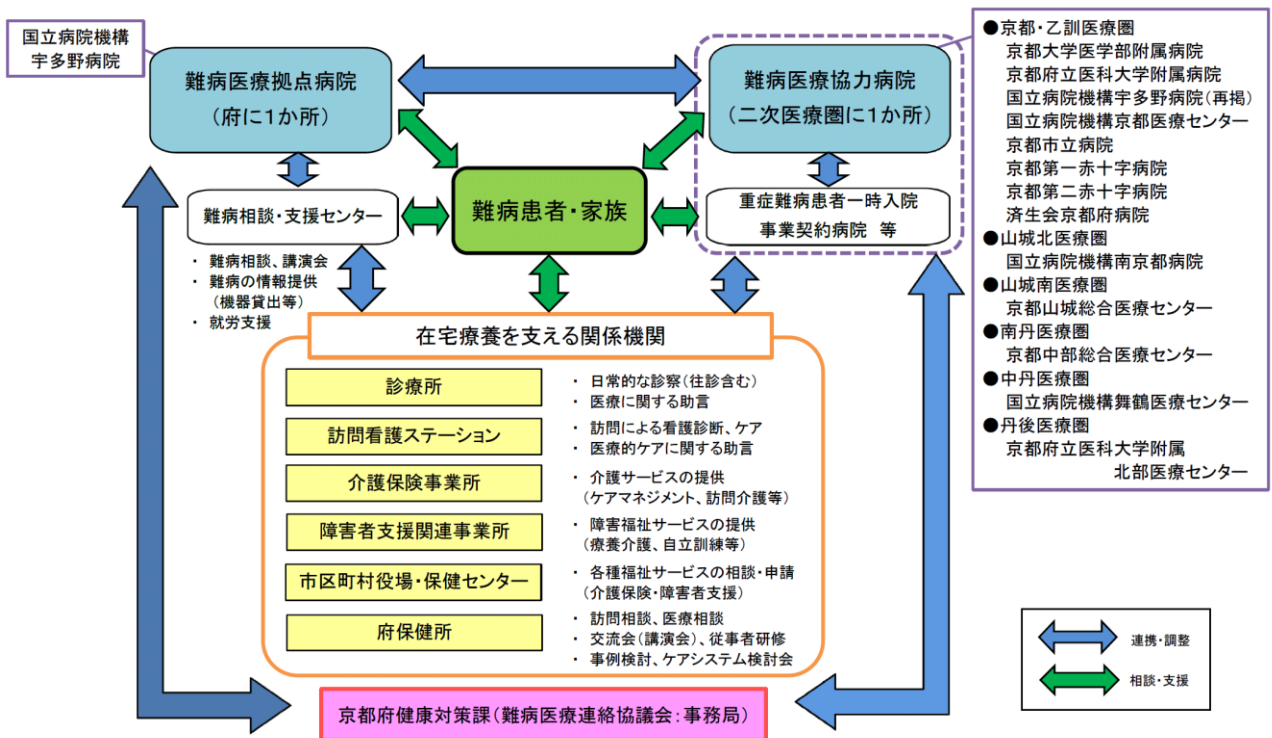 国立病院機構
宇多野病院
難病医療拠点病院
（府に１か所）
難病医療協力病院
（二次医療圏に１か所）
難病患者・家族
難病相談・支援センター
・ 難病相談、講演会
・ 難病の情報提供
（機器貸出等）
・ 就労支援
重症難病患者一時入院
事業契約病院 等
●京都・乙訓医療圏
京都大学医学部附属病院
京都府立医科大学附属病院
国立病院機構宇多野病院（再掲）
国立病院機構京都医療センター
京都市立病院
京都第一赤十字病院
京都第二赤十字病院
済生会京都府病院
●山城北医療圏
国立病院機構南京都病院
●山城南医療圏
京都山城総合医療センター
●南丹医療圏
京都中部総合医療センター
●中丹医療圏
国立病院機構舞鶴医療センター
●丹後医療圏
京都府立医科大学附属
北部医療センター
在宅療養を支える関係機関
診療所
・ 日常的な診察（往診含む）
・ 医療に関する助言
訪問看護ステーション
・ 訪問による看護診断、ケア
・ 医療的ケアに関する助言
介護保険事業所
・ 介護サービスの提供
（ケアマネジメント、訪問介護等）
障害者支援関連事業所
・ 障害福祉サービスの提供
（療養介護、自立訓練等）
市区町村役場・保健センター
・ 各種福祉サービスの相談・申請
（介護保険・障害者支援）
府保健所
・ 訪問相談、医療相談
・ 交流会（講演会）、従事者研修
・ 事例検討、ケアシステム検討会
京都府健康対策課（難病医療連絡協議会：事務局）
連携・調整
相談・支援